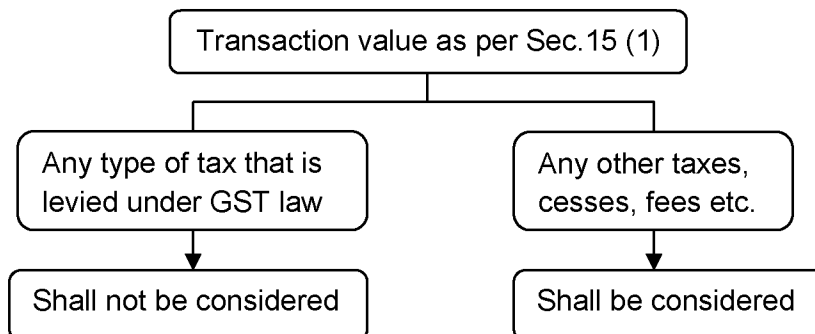 Transaction value as per Sec.15 (1)
Any type of tax that is
levied under GST law
Any other taxes,
cesses, fees etc.
Shall not be considered
Shall be considered